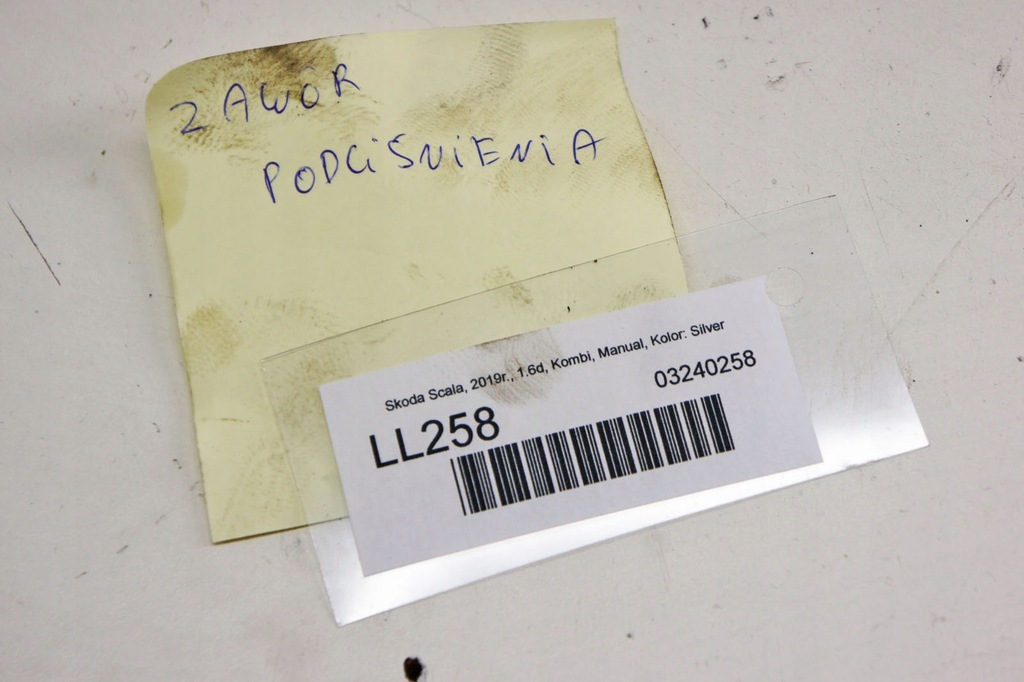 ZAWÓR
PODCiŚNiENiA
Skoda Scala, 2019r., 1.6d, Kombi, Manual, Kolor: Silver
03240258
LL258